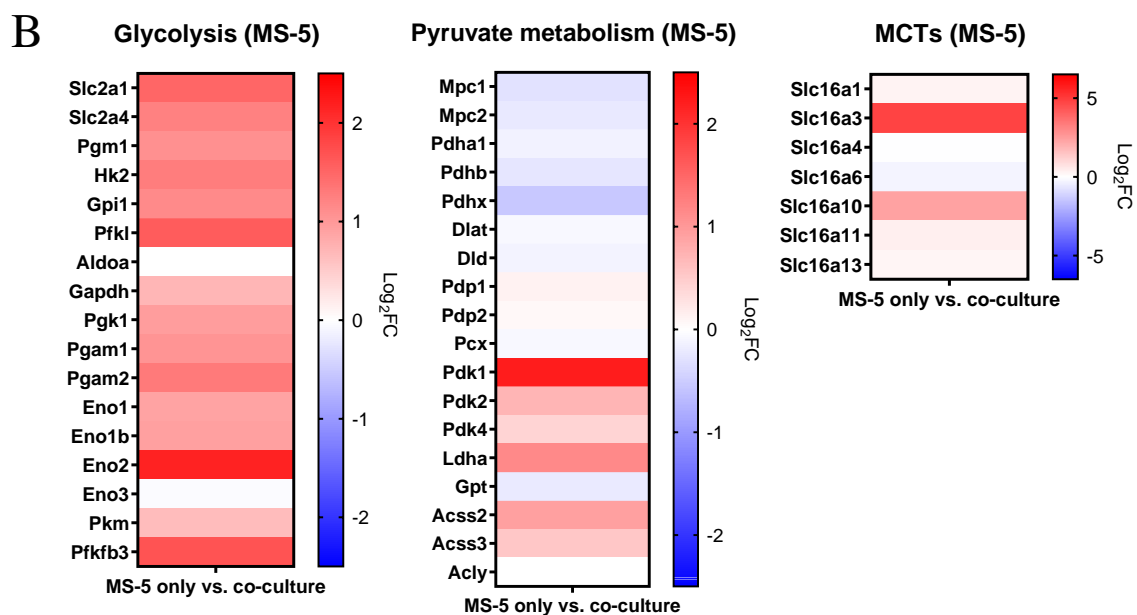 B
Glycolysis (MS-5)
Slc2a1
Slc2a4
Pgm1
Hk2
Gpi1
Pfkl
Aldoa
Gapdh
Pgk1
Pgam1
Pgam2
Eno1
Eno1b
Eno2
Eno3
Pkm
Pfkfb3
MS-5 only vs. co-culture
2
1
0
-1
-2
Log2FC
Pyruvate metabolism (MS-5)
Mpc1
Mpc2
Pdha1
Pdhb
Pdhx
Dlat
Dld
Pdp1
Pdp2
Pcx
Pdk1
Pdk2
Pdk4
Ldha
Gpt
Acss2
Acss3
Acly
MS-5 only vs. co-culture
2
1
0
-1
-2
Log2FC
MCTs (MS-5)
Slc16a1
Slc16a3
Slc16a4
Slc16a6
Slc16a10
Slc16a11
Slc16a13
MS-5 only vs. co-culture
5
0
-5
Log2FC